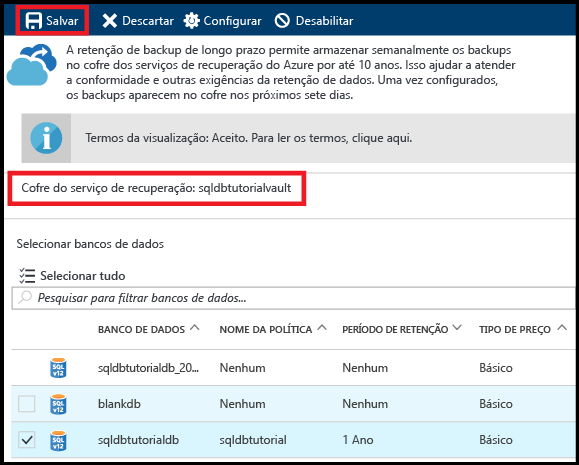 Salvar Descartar Configurar Desabilitar
A retenção de backup de longo prazo permite armazenar semanalmente os backups
no cofre dos serviços de recuperação do Azure por até 10 anos. Isso ajudar a atender
a conformidade e outras exigências da retenção de dados. Uma vez configurados,
os backups aparecem no cofre nos próximos sete dias.
Termos da visualização: Aceito. Para ler os termos, clique aqui.
Cofre do serviço de recuperação: sqldbtutorialvault
Selecionar bancos de dados
Selecionar tudo
Pesquisar para filtrar bancos de dados...
BANCO DE DADOS NOME DA POLÍTICA PERÍODO DE RETENÇÃO TIPO DE PREÇO
SQL v12 sqldbtutorialdb_20... Nenhum Nenhum Básico
SQL v12 blankdb Nenhum Nenhum Básico
SQL v12 sqldbtutorialdb sqldbtutorial 1 Ano Básico